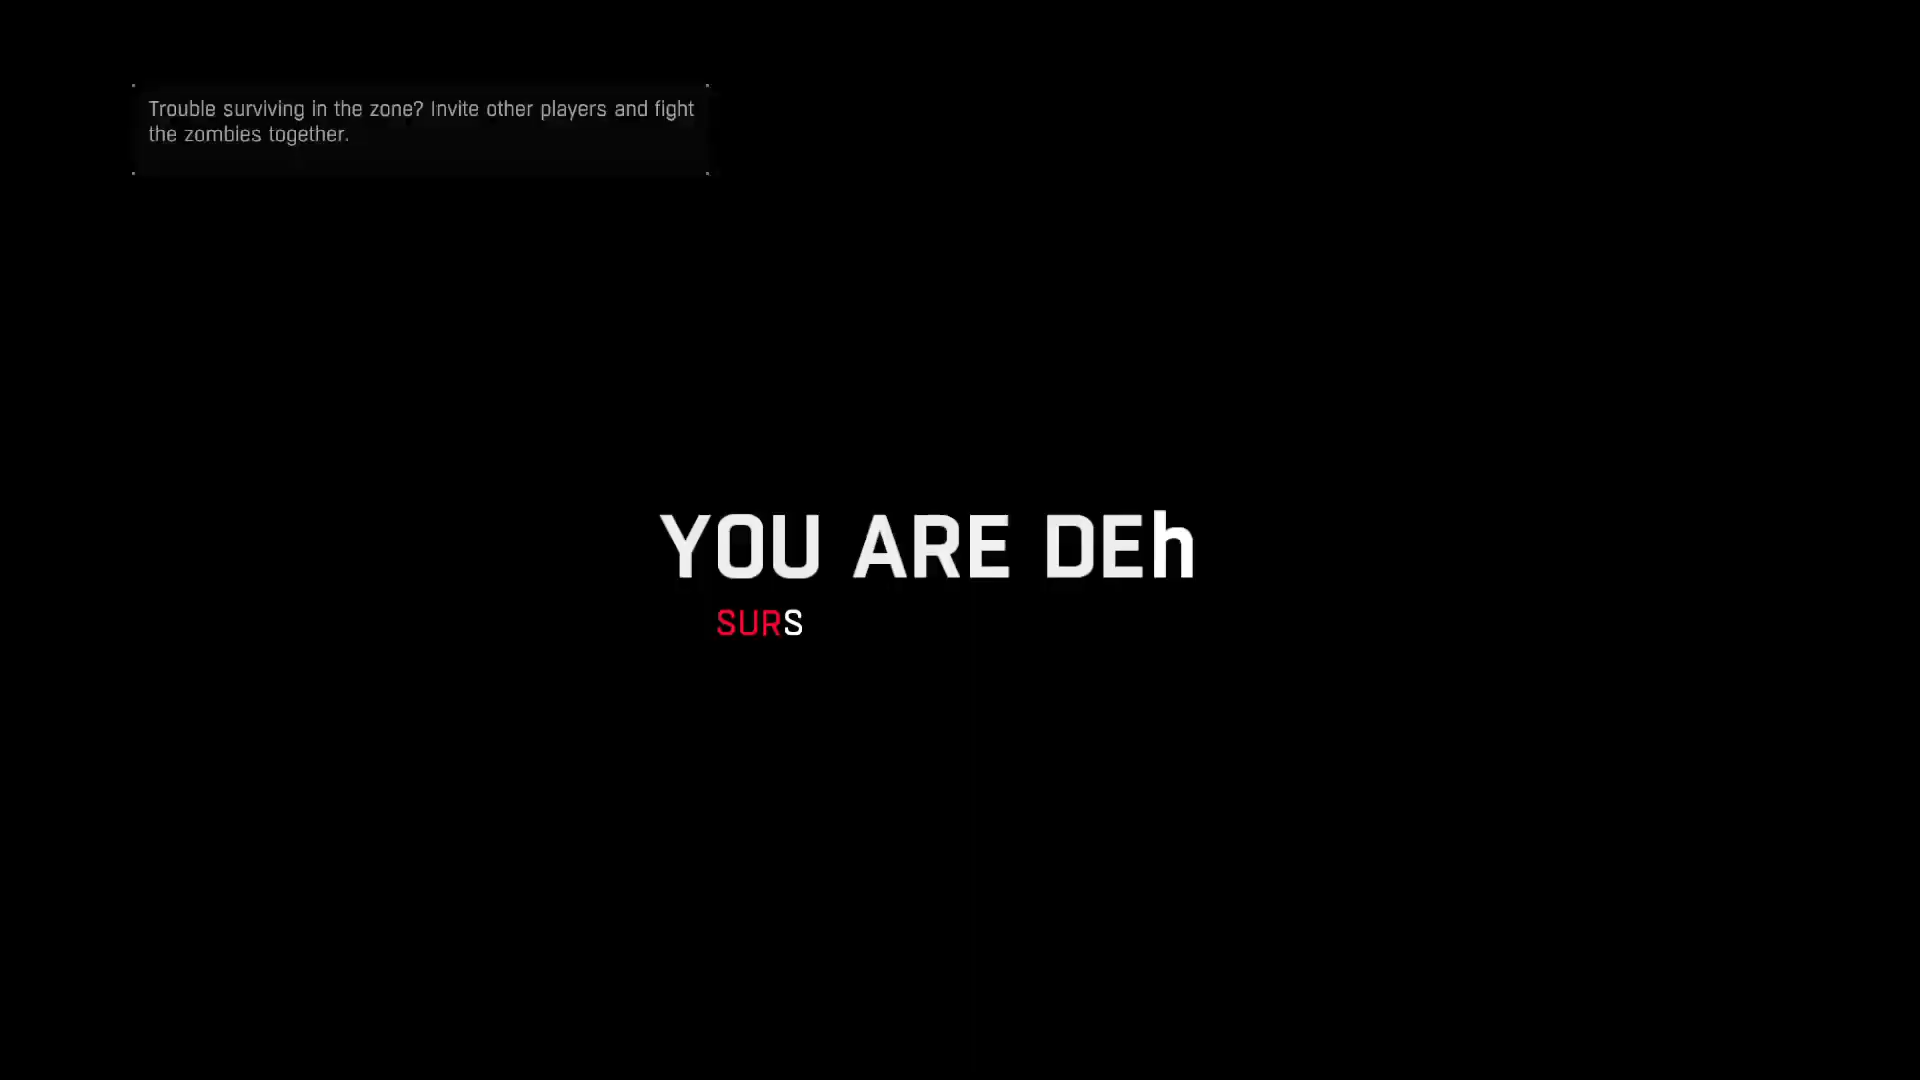 Trouble surviving in the zone? Invite other players and fight
the zombies together.
YOU ARE DEh
SURS